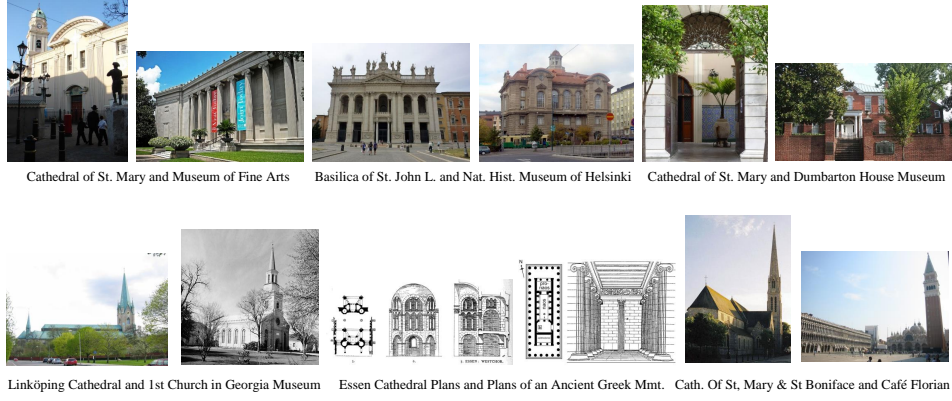 Cathedral of St. Mary and Museum of Fine Arts
Basilica of St. John L. and Nat. Hist. Museum of Helsinki
Cathedral of St. Mary and Dumbarton House Museum
N
Linköping Cathedral and 1st Church in Georgia Museum
Essen Cathedral Plans and Plans of an Ancient Greek Mmt.
Cath. Of St, Mary & St Boniface and Café Florian